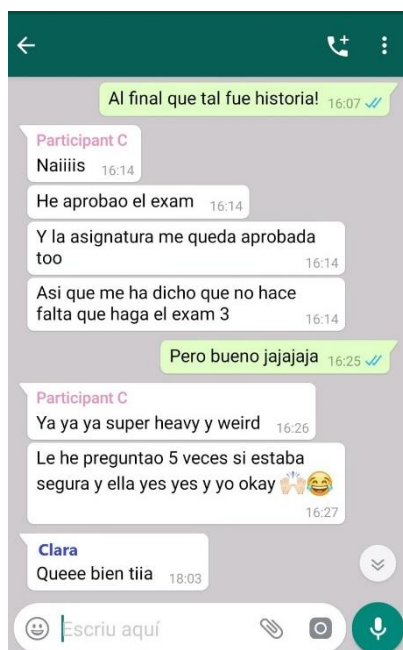 Al final que tal fue historia! 16:07
Participant C
Naiiiis 16:14
He aprobao el exam 16:14
Y la asignatura me queda aprobada
too 16:14
Asi que me ha dicho que no hace
falta que haga el exam 3 16:14
Pero bueno jajajaja 16:25
Participant C
Ya ya ya super heavy y weird 16:26
Le he preguntao 5 veces si estaba
segura y ella yes yes y yo okay 🙌🏻😂
16:27
Clara
Queee bien tiia 18:03
Escriu aquí